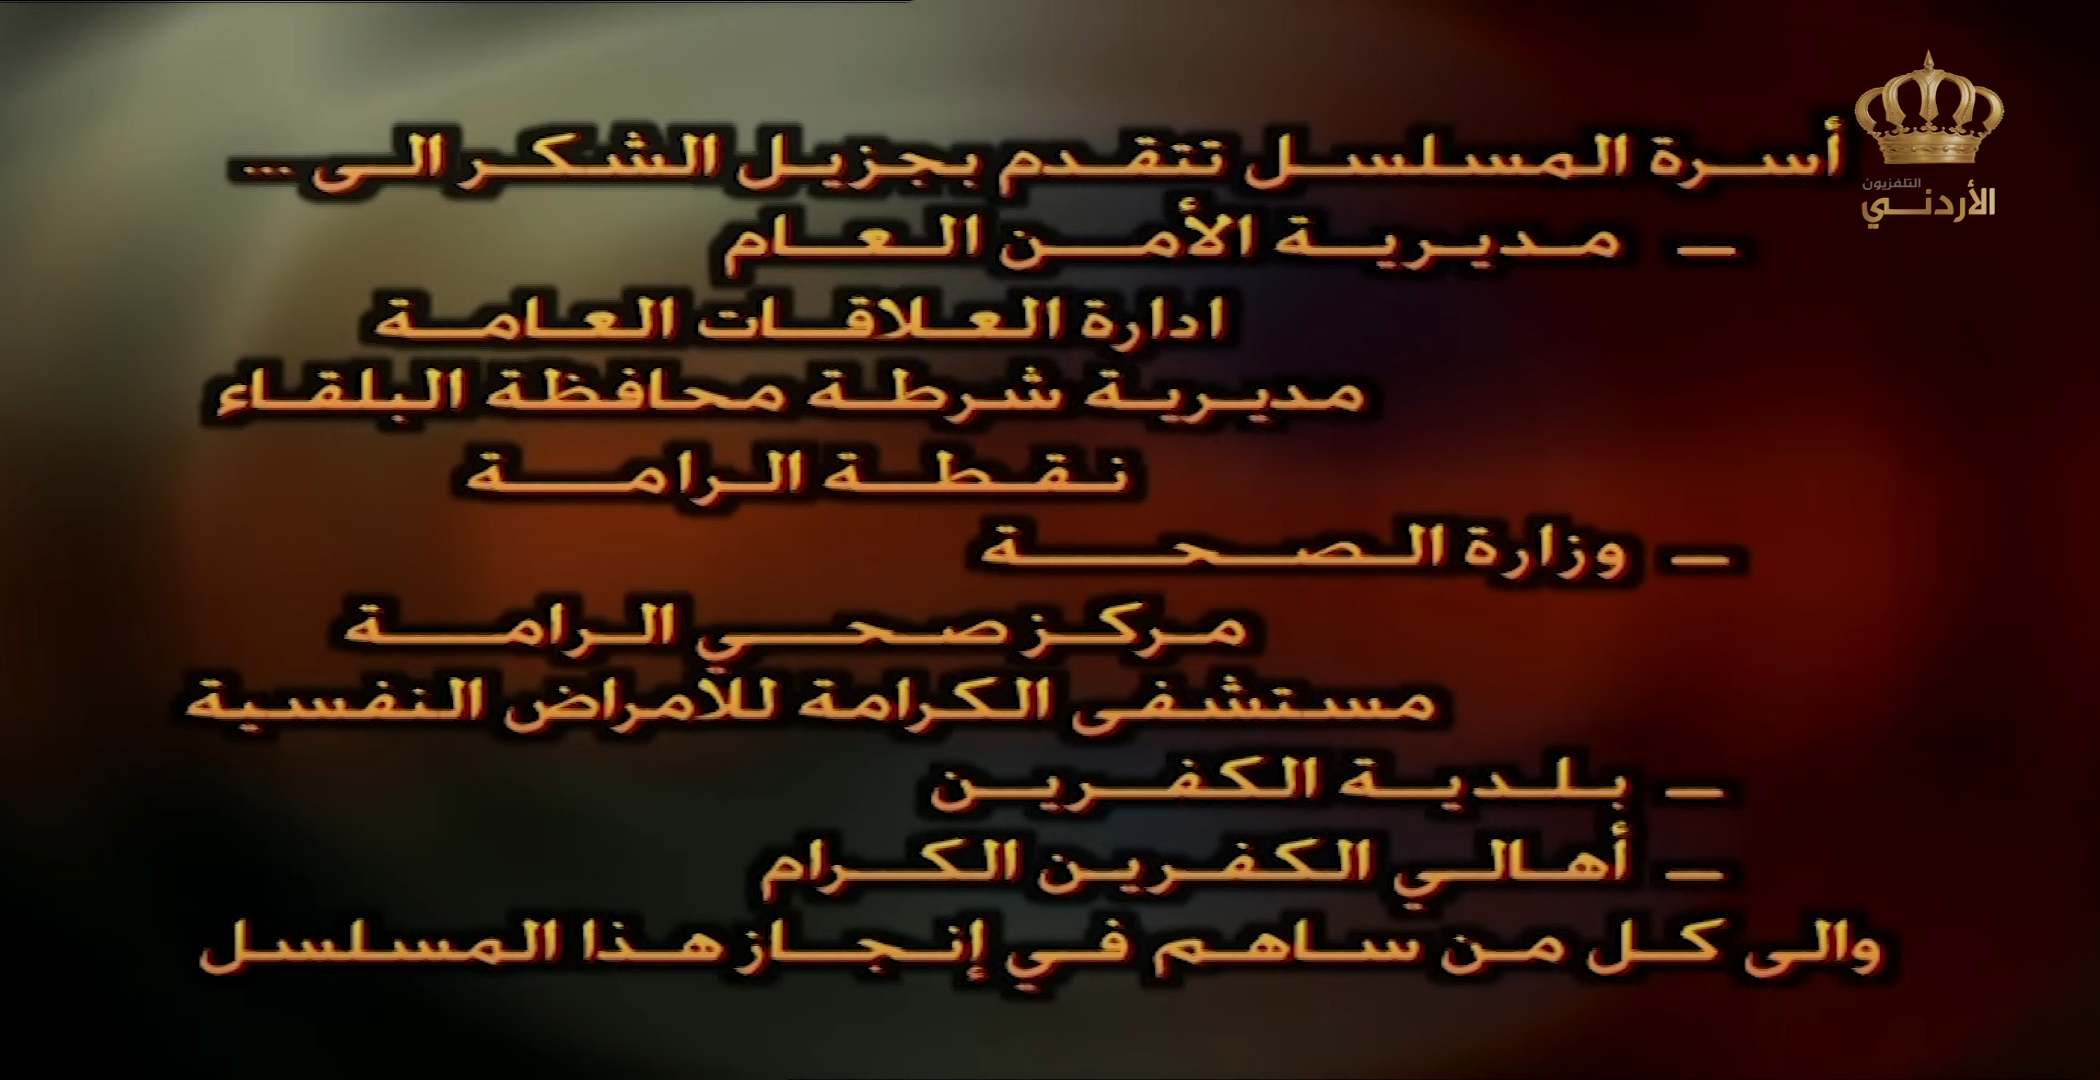 أسرة المسلسل تتقدم بجزيل الشكر الى ...
التلفزيون
الأردني
– مديرية الأمن العام
ادارة العلاقات العامة
مديرية شرطة محافظة البلقاء
نقطة الرامة
– وزارة الصحة
مركز صحي الرامة
مستشفى الكرامة للأمراض النفسية
– بلدية الكفرين
– أهالي الكفرين الكرام
والى كل من ساهم في إنجاز هذا المسلسل